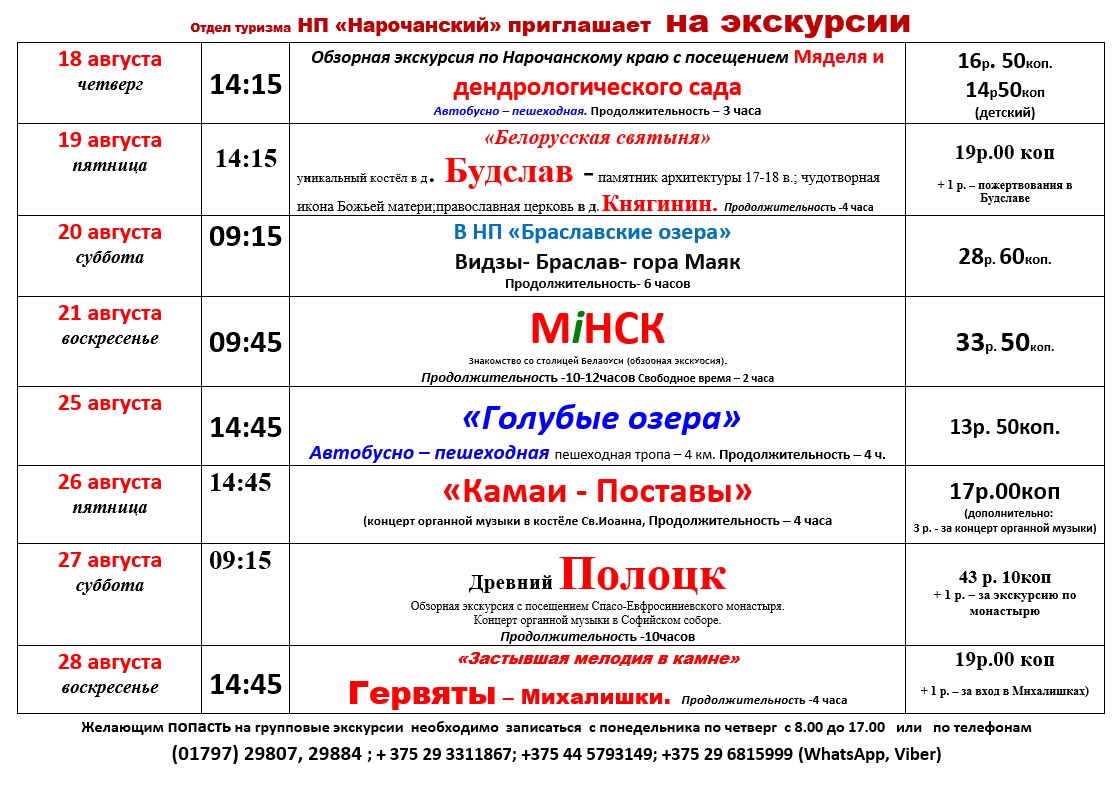 Отдел туризма НП «Нарочанский» приглашает на экскурсии
18 августа
четверг
14:15
Обзорная экскурсия по Нарочанскому краю с посещением Мяделя и
дендрологического сада
Автобусно – пешеходная. Продолжительность – 3 часа
16р. 50коп.
14р50коп
(детский)
19 августа
пятница
14:15
«Белорусская святыня»
уникальный костёл в д. Будслав - памятник архитектуры 17-18 в.; чудотворная
икона Божьей матери;православная церковь в д. Княгинин. Продолжительность -4 часа
19р.00 коп
+ 1 р. – пожертвования в
Будславе
20 августа
суббота
09:15
В НП «Браславские озера»
Видзы- Браслав- гора Маяк
Продолжительность- 6 часов
28р. 60коп.
21 августа
воскресенье
09:45
МіНСК
Знакомство со столицей Беларуси (обзорная экскурсия).
Продолжительность -10-12часов Свободное время – 2 часа
33р. 50коп.
25 августа
14:45
«Голубые озера»
Автобусно – пешеходная пешеходная тропа – 4 км. Продолжительность – 4 ч.
13р. 50коп.
26 августа
пятница
14:45
«Камаи - Поставы»
(концерт органной музыки в костёле Св.Иоанна, Продолжительность – 4 часа
17р.00коп
(дополнительно:
3 р. - за концерт органной музыки)
27 августа
суббота
09:15
Древний Полоцк
Обзорная экскурсия с посещением Спасо-Евфросиниевского монастыря.
Концерт органной музыки в Софийском соборе.
Продолжительность -10часов
43 р. 10коп
+ 1 р. – за экскурсию по
монастырю
28 августа
воскресенье
14:45
«Застывшая мелодия в камне»
Гервяты – Михалишки. Продолжительность -4 часа
19р.00 коп
+ 1 р. – за вход в Михалишках)
Желающим попасть на групповые экскурсии необходимо записаться с понедельника по четверг с 8.00 до 17.00 или по телефонам
(01797) 29807, 29884 ; + 375 29 3311867; +375 44 5793149; +375 29 6815999 (WhatsApp, Viber)